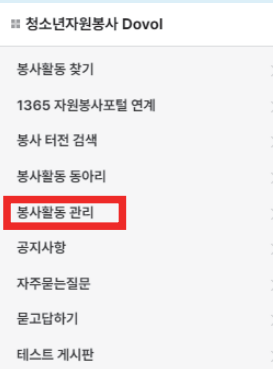 청소년자원봉사 Dovol
봉사활동 찾기
1365 자원봉사포털 연계
봉사 터전 검색
봉사활동 동아리
봉사활동 관리
공지사항
자주묻는질문
묻고답하기
테스트 게시판